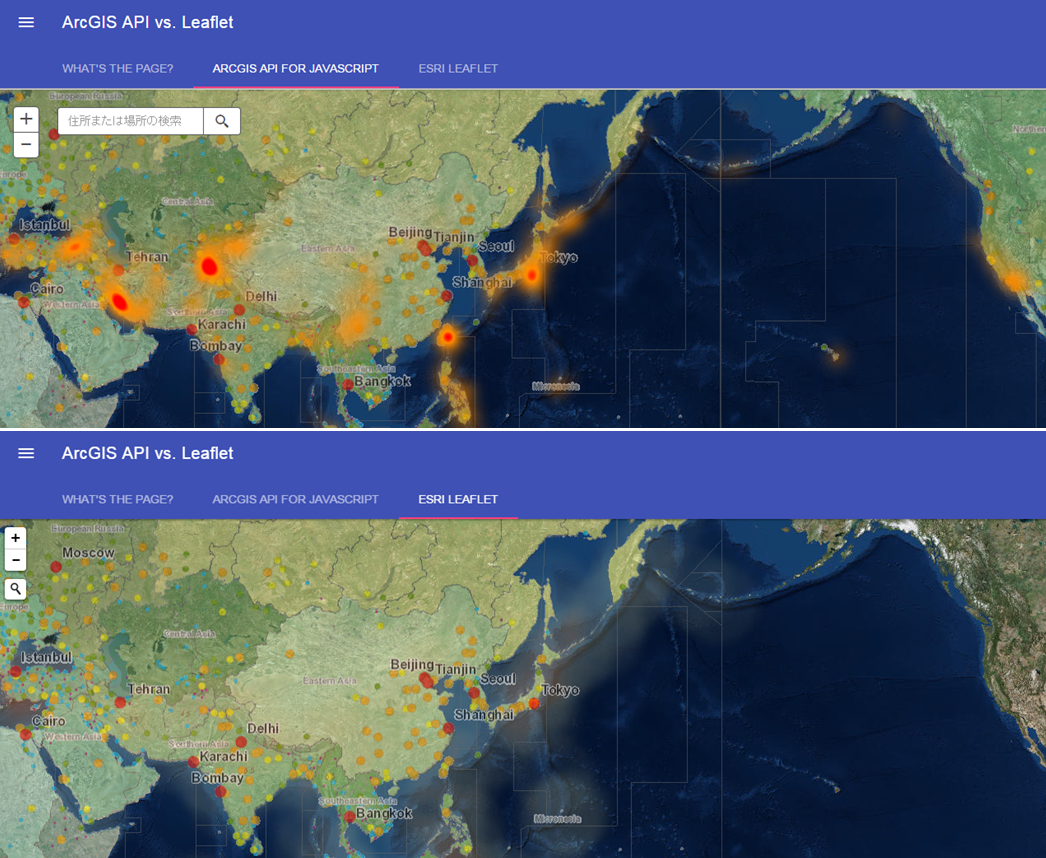 ArcGIS API vs. Leaflet
WHAT'S THE PAGE? ARCGIS API FOR JAVASCRIPT ESRI LEAFLET
European Russia
+
住所または場所の検索
−
Northern
Europe
Central Asia
Istanbul
Beijing Tianjin
Eastern Asia
Seoul
Tehran
Tokyo
Shanghai
Cairo
Western Asia
Delhi
Southern Asia
Karachi
Bombay
Southeastern Asia
Bangkok
Micronesia
ArcGIS API vs. Leaflet
WHAT'S THE PAGE? ARCGIS API FOR JAVASCRIPT ESRI LEAFLET
European Russia
+
Moscow
−
Europe
Central Asia
Istanbul
Beijing Tianjin
Eastern Asia
Seoul
Tehran
Tokyo
Shanghai
Cairo
Western Asia
Delhi
Southern Asia
Karachi
Bombay
Southeastern Asia
Bangkok
Micronesia